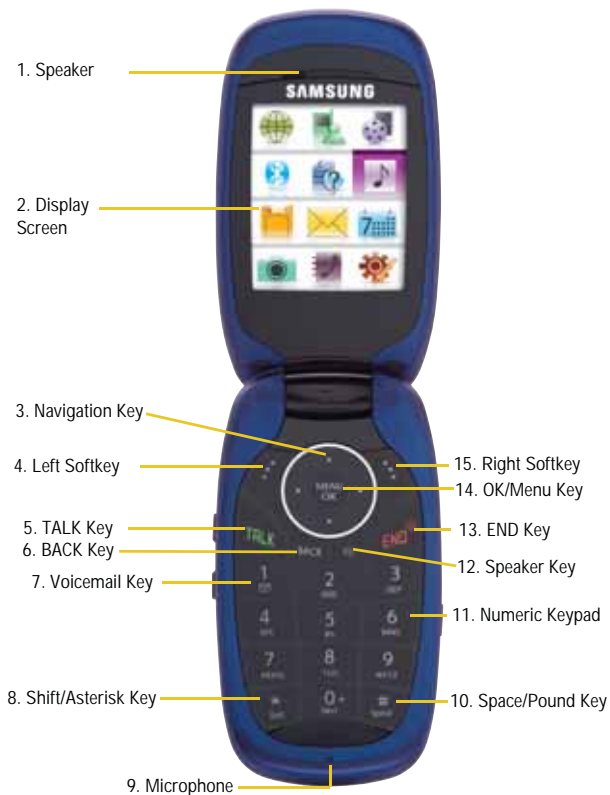 1. Speaker
SAMSUNG
7
2. Display
Screen
3. Navigation Key
4. Left Softkey
15. Right Softkey
MENU
OK
14. OK/Menu Key
5. TALK Key
TALK
END
13. END Key
6. BACK Key
BACK
12. Speaker Key
7. Voicemail Key
1
2
3
4
5
6
11. Numeric Keypad
7
8
9
8. Shift/Asterisk Key
*
0
#
10. Space/Pound Key
9. Microphone